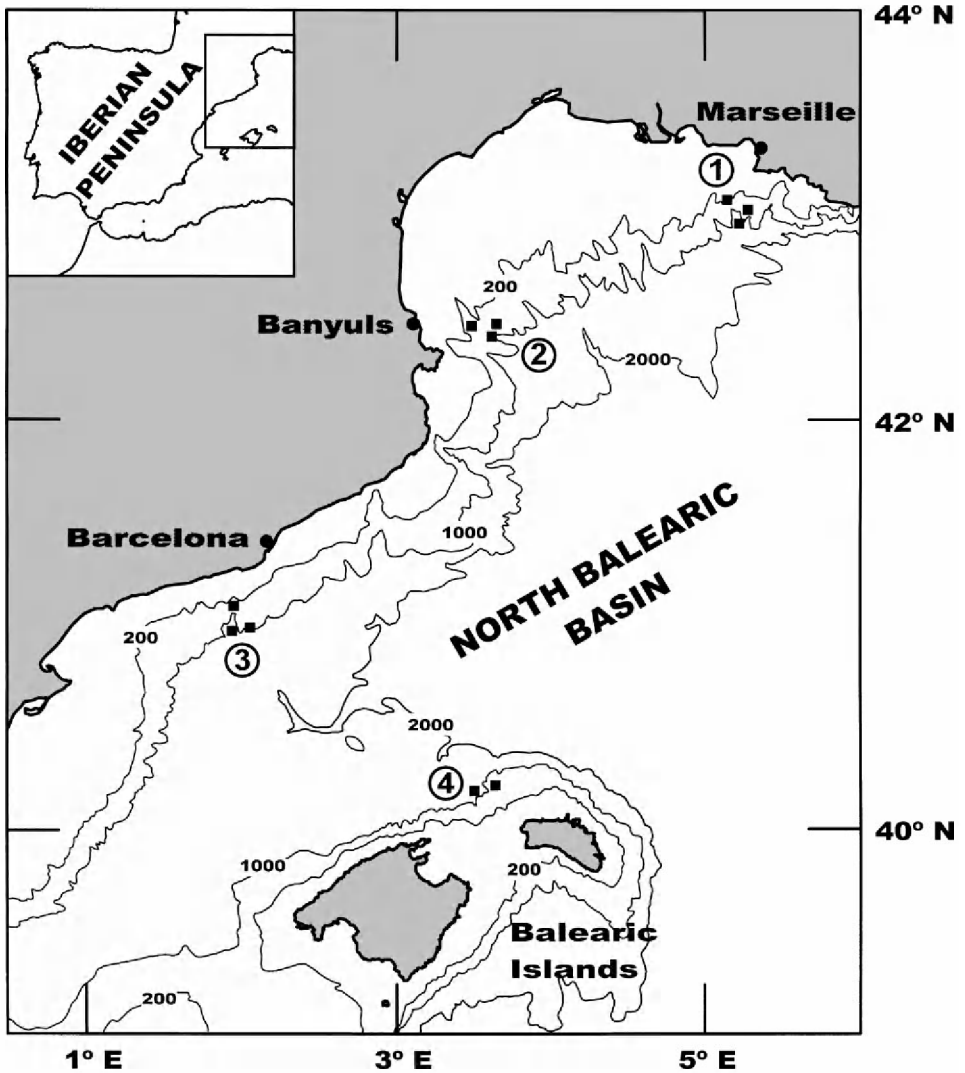 44º N
IBERIAN
PENINSULA
Marseille
1
200
Banyuls
2
2000
42º N
1000
Barcelona
NORTH BALEARIC
BASIN
200
3
2000
4
40º N
1000
200
Balearic
Islands
200
1º E
3º E
5º E